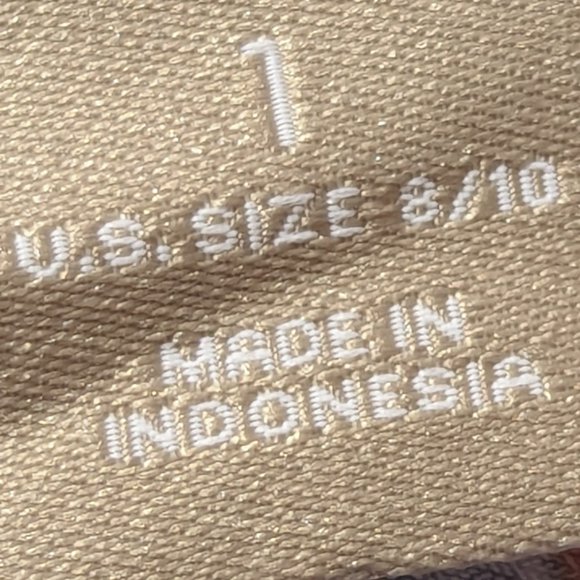 1
U.S. SIZE 8/10
MADE IN
INDONESIA